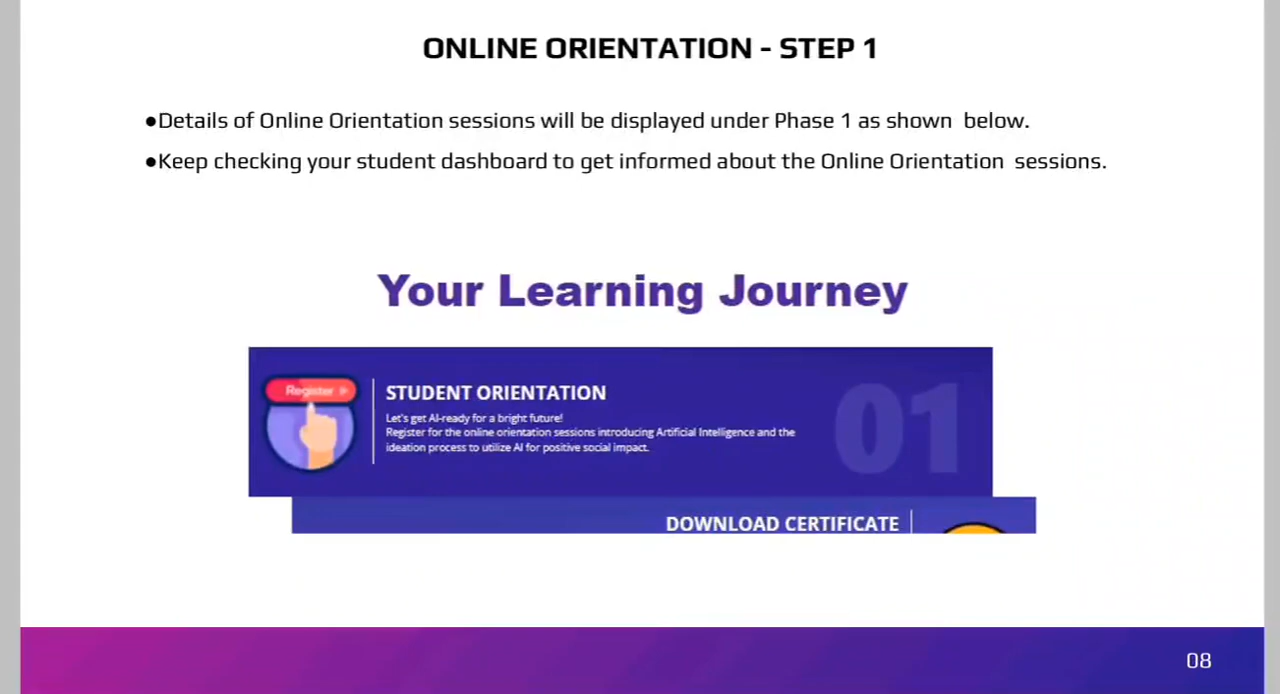 ONLINE ORIENTATION - STEP 1
●Details of Online Orientation sessions will be displayed under Phase 1 as shown below.
●Keep checking your student dashboard to get informed about the Online Orientation sessions.
Your Learning Journey
Register
STUDENT ORIENTATION
Let's get AI-ready for a bright future!
Register for the online orientation sessions introducing Artificial Intelligence and the
ideation process to utilize AI for positive social impact.
01
DOWNLOAD CERTIFICATE
08